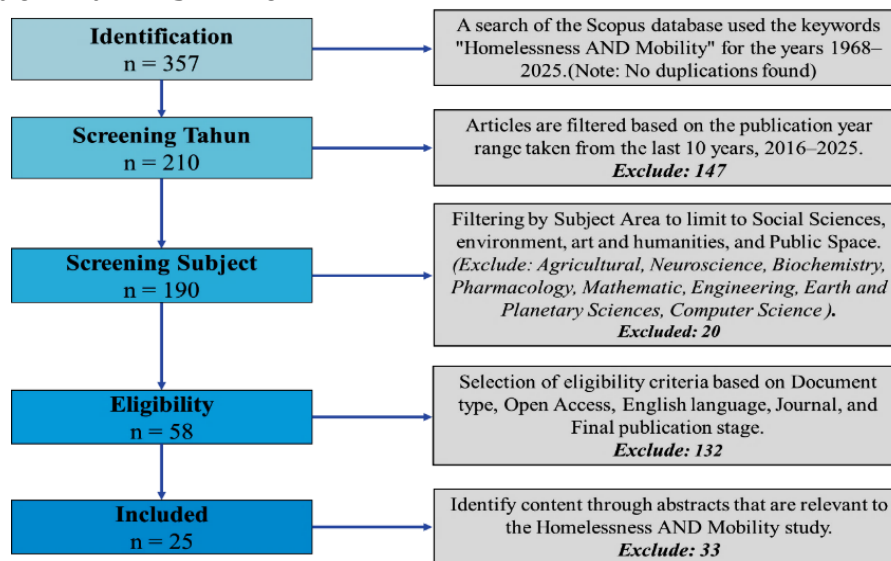 Identification
n = 357
A search of the Scopus database used the keywords
"Homelessness AND Mobility" for the years 1968–
2025.(Note: No duplications found)
Screening Tahun
n = 210
Articles are filtered based on the publication year
range taken from the last 10 years, 2016–2025.
Exclude: 147
Screening Subject
n = 190
Filtering by Subject Area to limit to Social Sciences,
environment, art and humanities, and Public Space.
(Exclude: Agricultural, Neuroscience, Biochemistry,
Pharmacology, Mathematic, Engineering, Earth and
Planetary Sciences, Computer Science ).
Excluded: 20
Eligibility
n = 58
Selection of eligibility criteria based on Document
type, Open Access, English language, Journal, and
Final publication stage.
Exclude: 132
Included
n = 25
Identify content through abstracts that are relevant to
the Homelessness AND Mobility study.
Exclude: 33